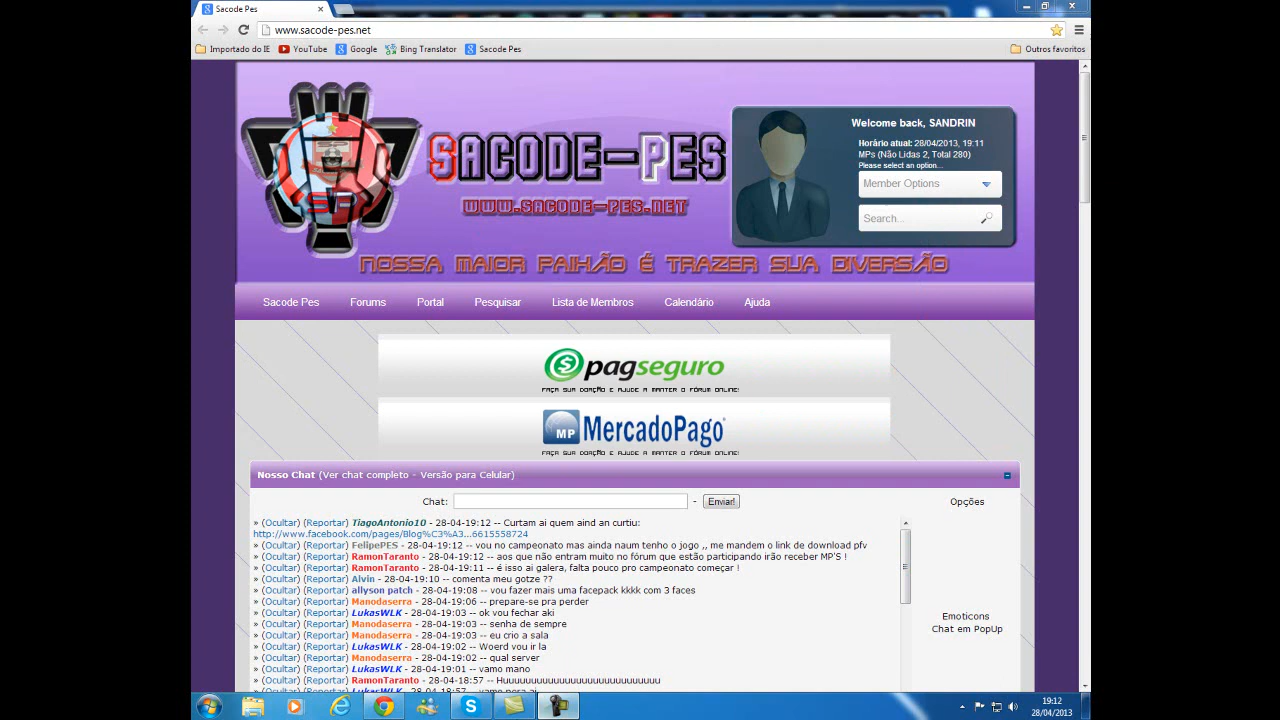 Sacode Pes
www.sacode-pes.net
Importado do IE YouTube Google Bing Translator Sacode Pes Outros favoritos
SP
SACODE-PES
WWW.SACODE-PES.NET
Welcome back, SANDRIN
Horário atual: 28/04/2013, 19:11
MPs (Não Lidas 2, Total 280)
Please select an option...
Member Options
Search...
NOSSA MAIOR PAIHÃO É TRAZER SUA DIVERSÃO
Sacode Pes Forums Portal Pesquisar Lista de Membros Calendário Ajuda
pagseguro
FAÇA SUA DOAÇÃO E AJUDE A MANTER O FÓRUM ONLINE!
MP MercadoPago
FAÇA SUA DOAÇÃO E AJUDE A MANTER O FÓRUM ONLINE!
Nosso Chat (Ver chat completo - Versão para Celular)
Chat: - Enviar! Opções
» (Ocultar) (Reportar) TiagoAntonio10 - 28-04-19:12 -- Curtam ai quem aind an curtiu:
http://www.facebook.com/pages/Blog%C3%A3...6615558724
» (Ocultar) (Reportar) FelipePES - 28-04-19:12 -- vou no campeonato mas ainda naum tenho o jogo ,, me mandem o link de download pfv
» (Ocultar) (Reportar) RamonTaranto - 28-04-19:12 -- aos que não entram muito no fórum que estão participando irão receber MP'S !
» (Ocultar) (Reportar) RamonTaranto - 28-04-19:11 -- é isso ai galera, falta pouco pro campeonato começar !
» (Ocultar) (Reportar) Alvin - 28-04-19:10 -- comenta meu gotze ??
» (Ocultar) (Reportar) allyson patch - 28-04-19:08 -- vou fazer mais uma facepack kkkk com 3 faces
» (Ocultar) (Reportar) Manodaserra - 28-04-19:06 -- prepare-se pra perder
» (Ocultar) (Reportar) LukasWLK - 28-04-19:03 -- ok vou fechar aki
» (Ocultar) (Reportar) Manodaserra - 28-04-19:03 -- senha de sempre
» (Ocultar) (Reportar) Manodaserra - 28-04-19:03 -- eu crio a sala
» (Ocultar) (Reportar) LukasWLK - 28-04-19:02 -- Woerd vou ir la
» (Ocultar) (Reportar) Manodaserra - 28-04-19:02 -- qual server
» (Ocultar) (Reportar) LukasWLK - 28-04-19:01 -- vamo mano
» (Ocultar) (Reportar) RamonTaranto - 28-04-18:57 -- Huuuuuuuuuuuuuuuuuuuuuuuuuuu
» (Ocultar) (Reportar) LukasWLK - 28-04-18:57 -- vamo pora ai
Emoticons
Chat em PopUp
19:12
28/04/2013